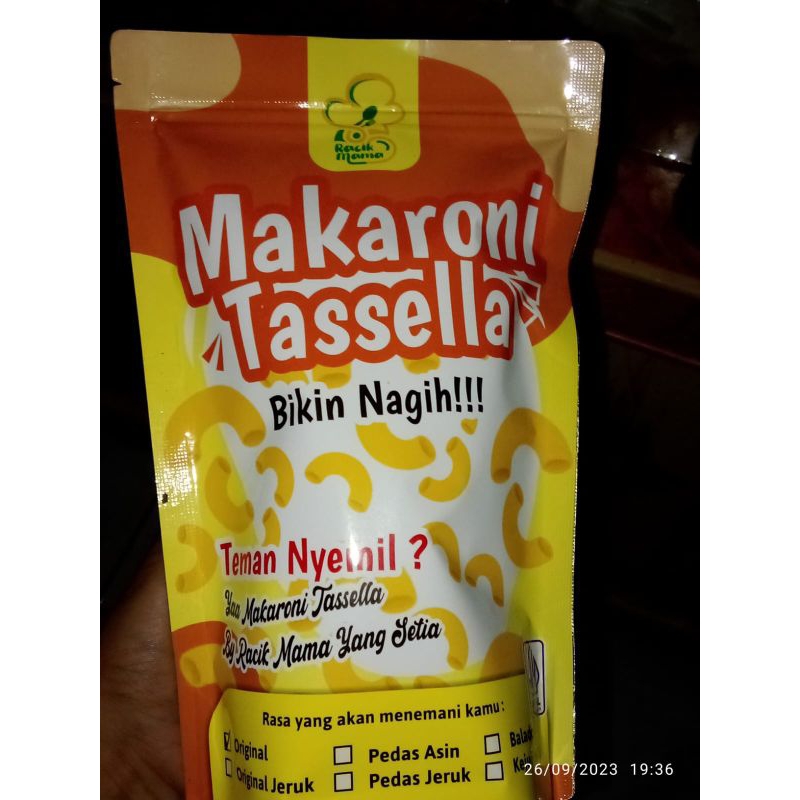 Racik
Mama
Makaroni
Tassella
Bikin Nagih!!!
Teman Nyemil ?
Yaa Makaroni Tassella
By Racik Mama Yang Setia
Rasa yang akan menemani kamu:
Original
Pedas Asin
Original Jeruk
Pedas Jeruk
26/09/2023 19:36